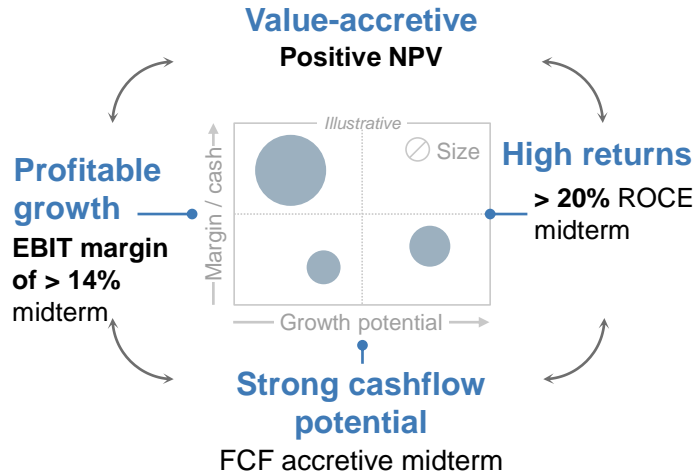 Value-accretive
Positive NPV
Illustrative
Size
Margin / cash
Growth potential
Profitable
growth
EBIT margin
of > 14%
midterm
High returns
> 20% ROCE
midterm
Strong cashflow
potential
FCF accretive midterm